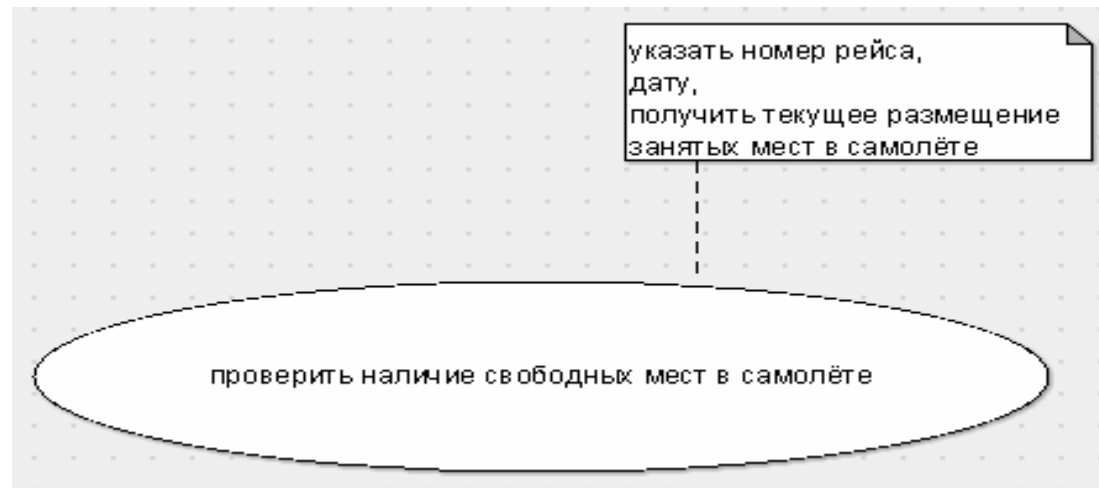 указать номер рейса,
дату,
получить текущее размещение
занятых мест в самолёте
проверить наличие свободных мест в самолёте